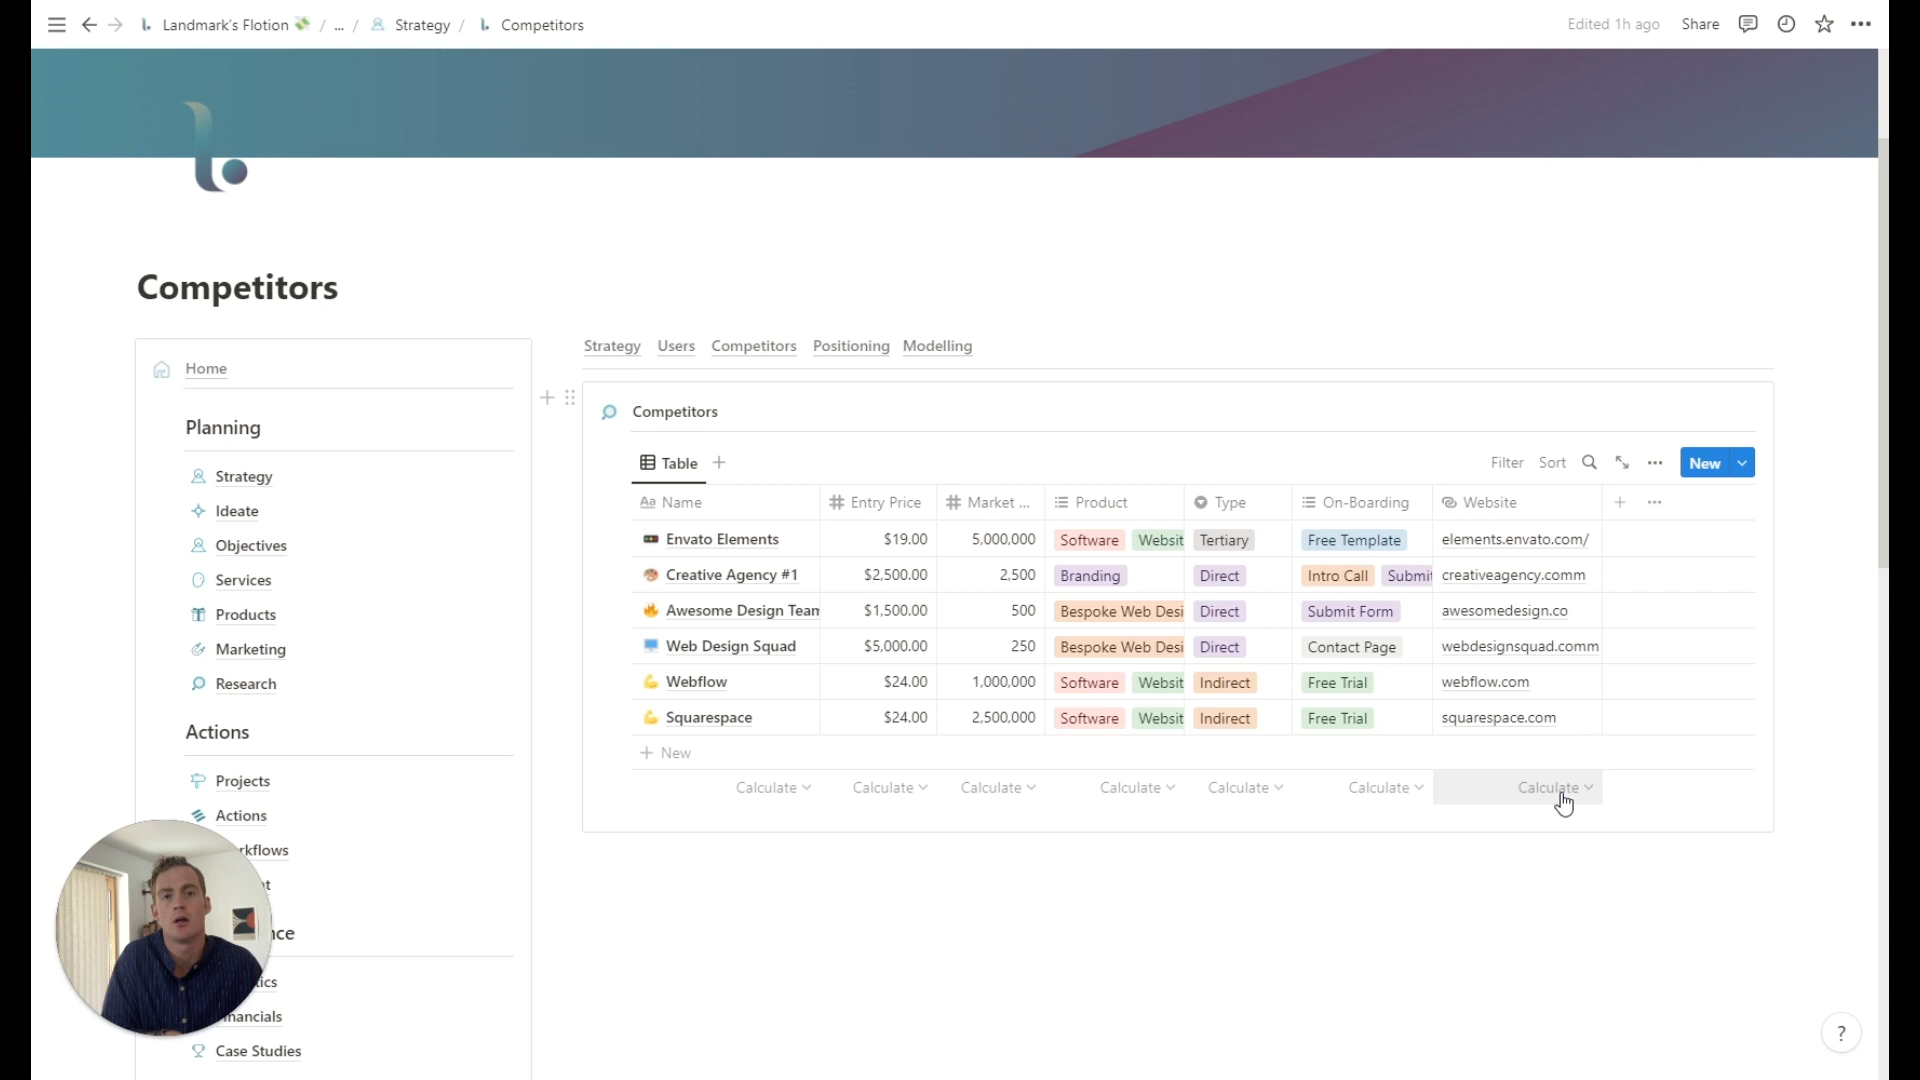 Landmark's Flotion / ... / Strategy / Competitors Edited 1h ago Share
Competitors
Home
Planning
Strategy
Ideate
Objectives
Services
Products
Marketing
Research
Actions
Projects
Actions
rkflows
t
nce
tics
nancials
Case Studies
Strategy Users Competitors Positioning Modelling
Competitors
Table Filter Sort New
Aa Name Entry Price Market ... Product Type On-Boarding Website
Envato Elements $19.00 5,000,000 Software Websit Tertiary Free Template elements.envato.com/
Creative Agency #1 $2,500.00 2,500 Branding Direct Intro Call Submi creativeagency.comm
Awesome Design Team $1,500.00 500 Bespoke Web Desi Direct Submit Form awesomedesign.co
Web Design Squad $5,000.00 250 Bespoke Web Desi Direct Contact Page webdesignsquad.comm
Webflow $24.00 1,000,000 Software Websit Indirect Free Trial webflow.com
Squarespace $24.00 2,500,000 Software Websit Indirect Free Trial squarespace.com
+ New
Calculate Calculate Calculate Calculate Calculate Calculate Calculate
?